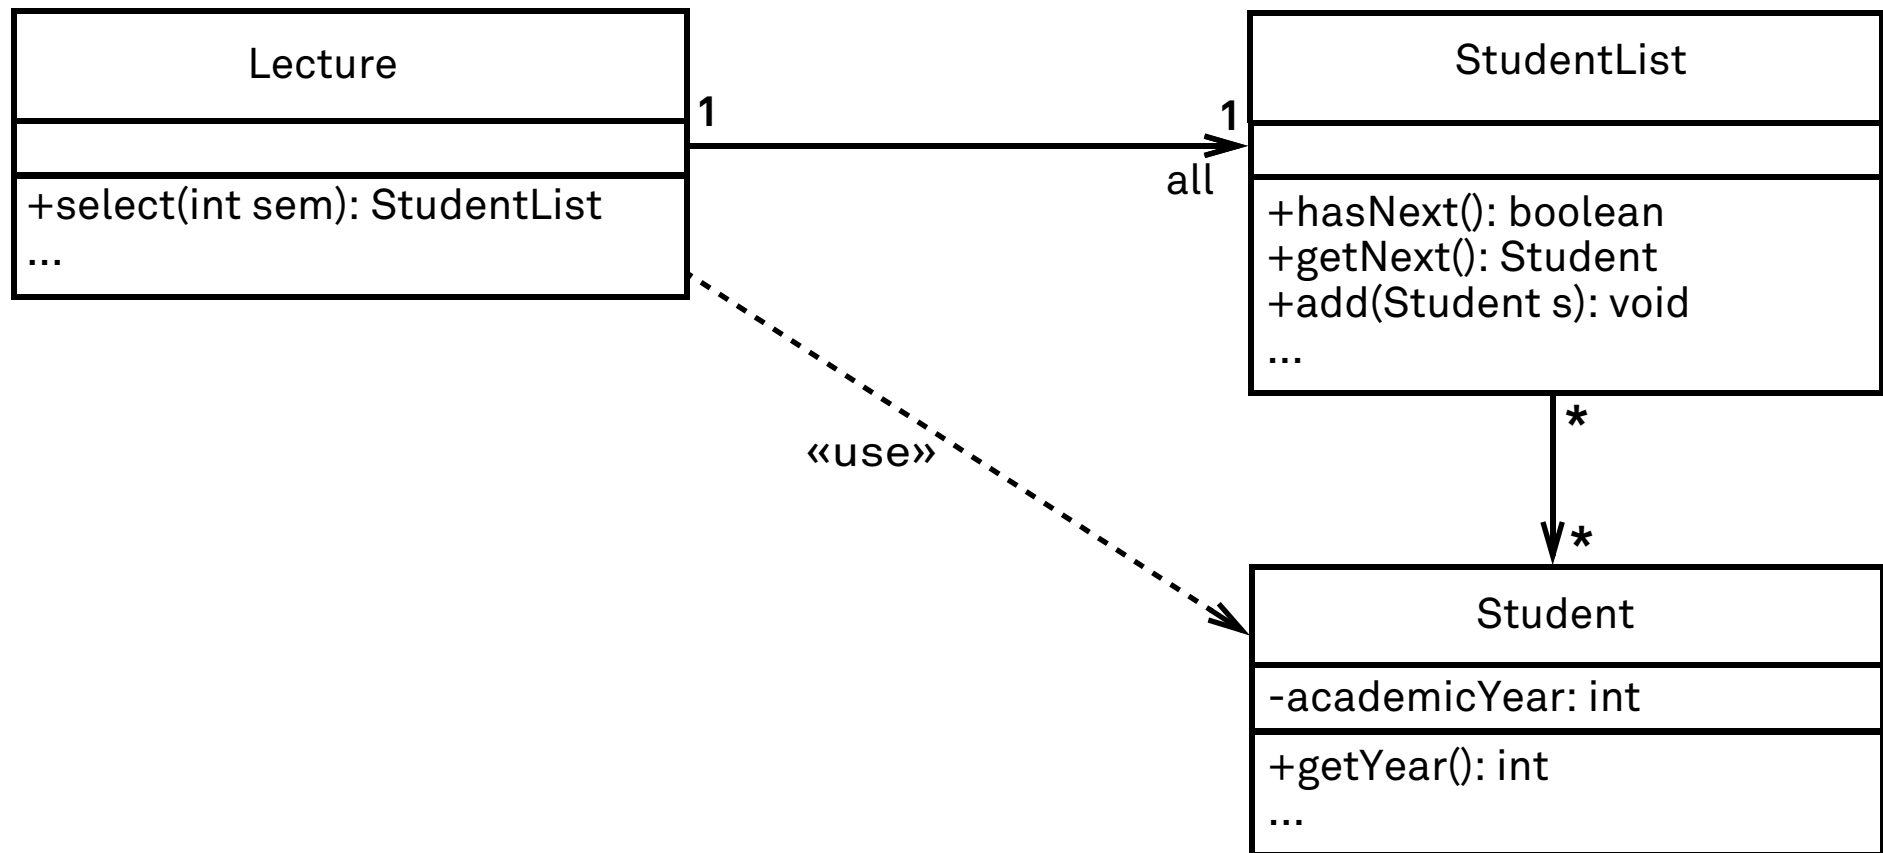 Lecture
+select(int sem): StudentList
...
1
1
all
StudentList
+hasNext(): boolean
+getNext(): Student
+add(Student s): void
...
«use»
*
*
Student
-academicYear: int
+getYear(): int
...